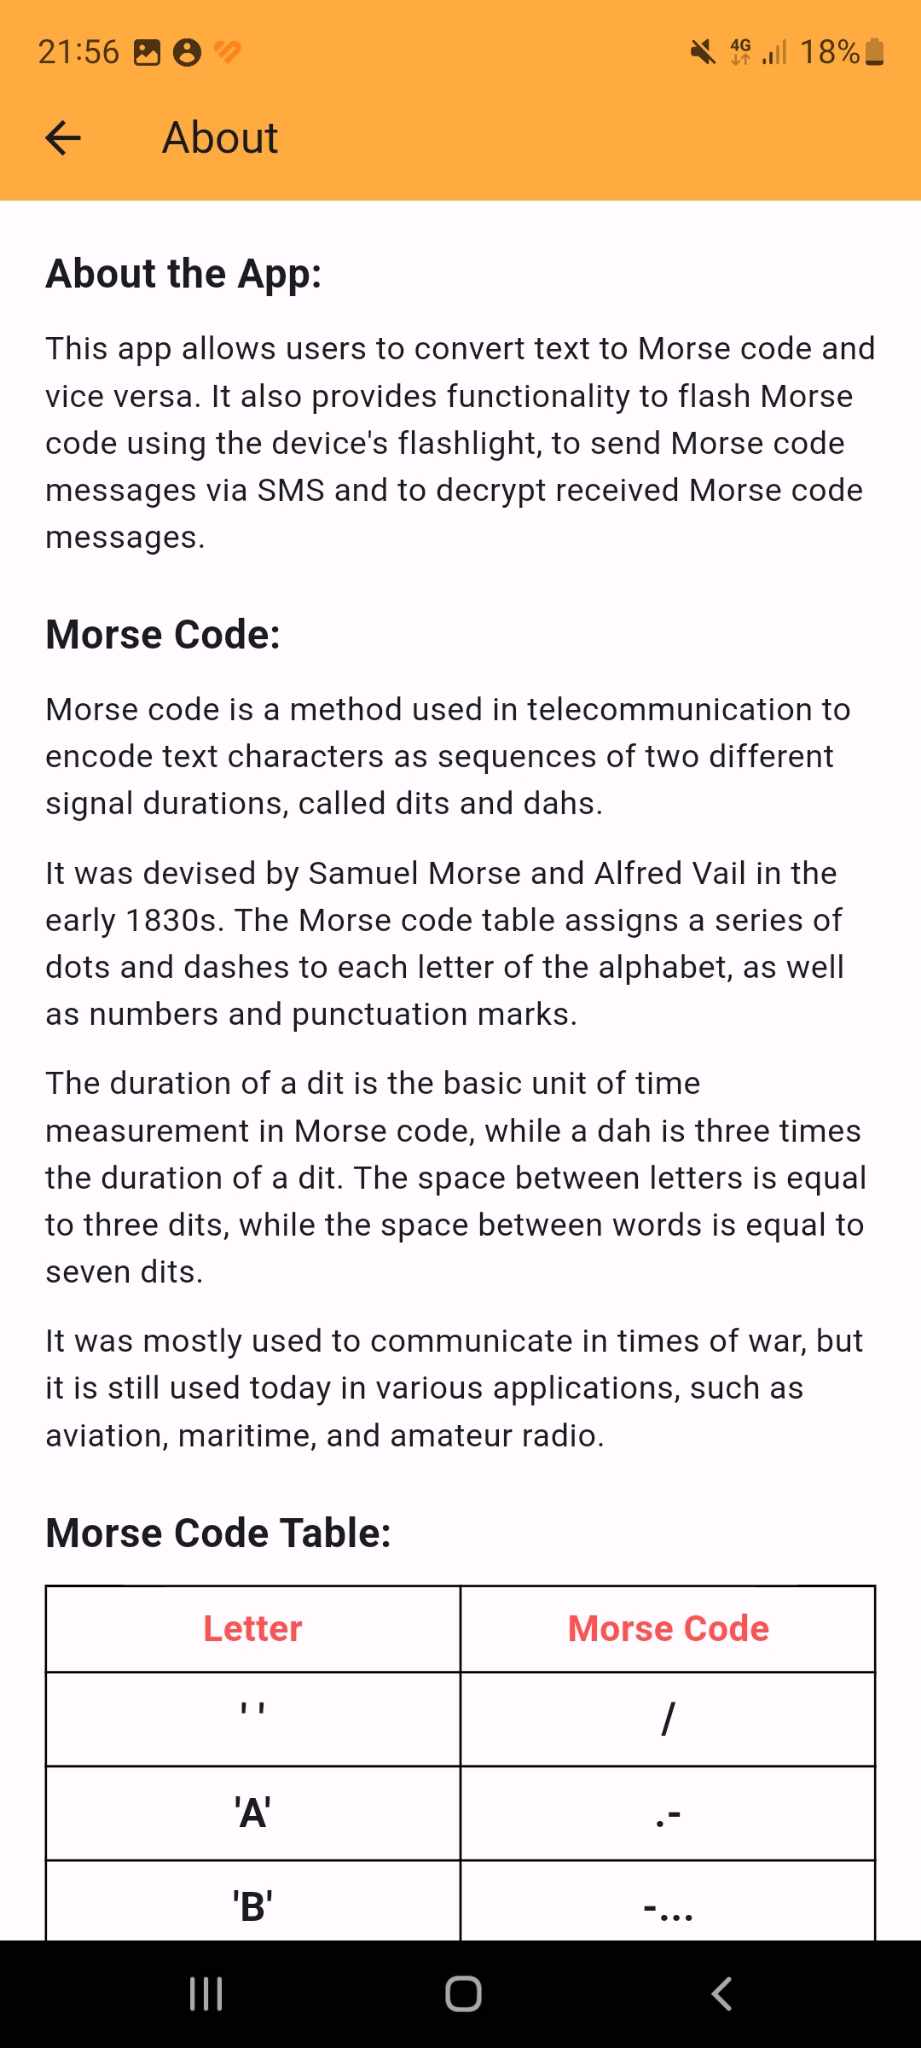 21:56
4G 18%
About
About the App:
This app allows users to convert text to Morse code and
vice versa. It also provides functionality to flash Morse
code using the device's flashlight, to send Morse code
messages via SMS and to decrypt received Morse code
messages.
Morse Code:
Morse code is a method used in telecommunication to
encode text characters as sequences of two different
signal durations, called dits and dahs.
It was devised by Samuel Morse and Alfred Vail in the
early 1830s. The Morse code table assigns a series of
dots and dashes to each letter of the alphabet, as well
as numbers and punctuation marks.
The duration of a dit is the basic unit of time
measurement in Morse code, while a dah is three times
the duration of a dit. The space between letters is equal
to three dits, while the space between words is equal to
seven dits.
It was mostly used to communicate in times of war, but
it is still used today in various applications, such as
aviation, maritime, and amateur radio.
Morse Code Table:
Letter Morse Code
' ' /
'A' .-
'B' -...